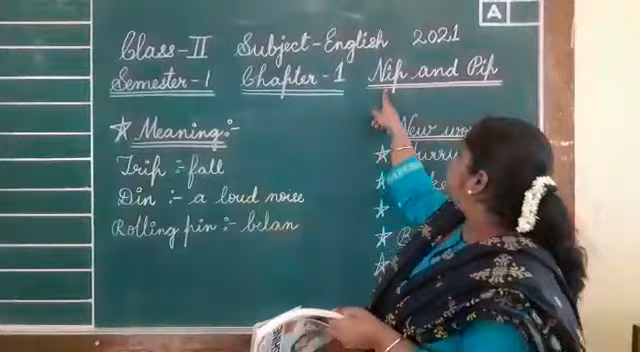 A
Class-II Subject-English 2021
Semester-1 Chapter-1 Nip and Pip
Meaning:-
New
Trip :- fall
Din :- a loud noise
Rolling pin :- belan